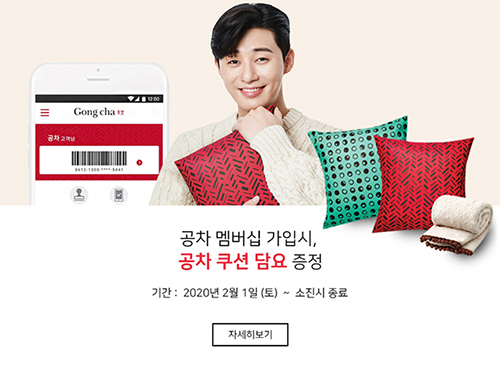 12:00
Gong cha 공차
공차 고객님
8612-1000-****-5441
공차 멤버십 가입시,
공차 쿠션 담요 증정
기간 : 2020년 2월 1일 (토) ~ 소진시 종료
자세히보기